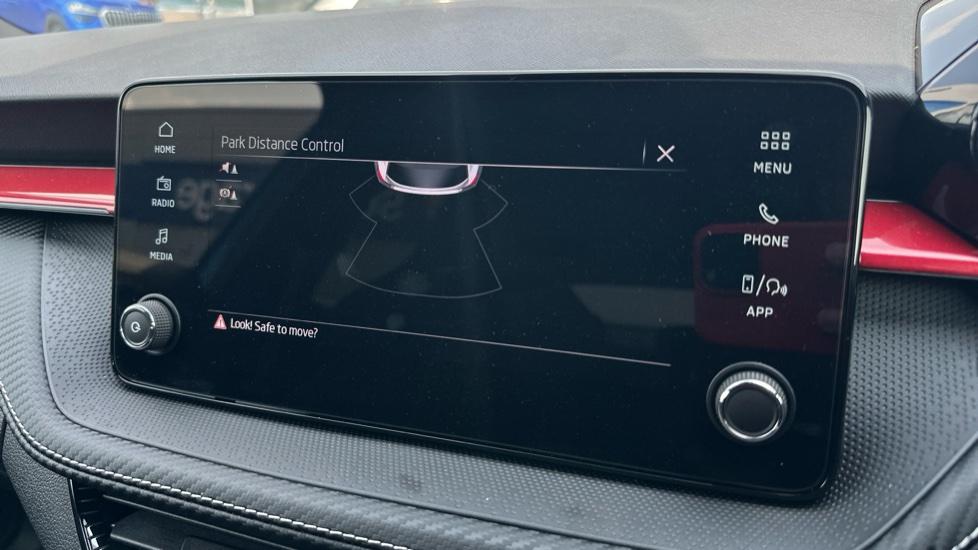 Park Distance Control
HOME
RADIO
MEDIA
MENU
PHONE
APP
Look! Safe to move?